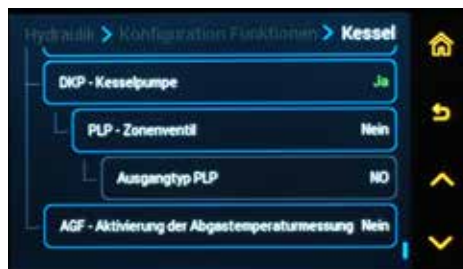 Hydraulik > Konfiguration Funktionen > Kessel
DKP - Kesselpumpe Ja
PLP - Zonenventil Nein
Ausgangtyp PLP NO
AGF - Aktivierung der Abgastemperaturmessung Nein